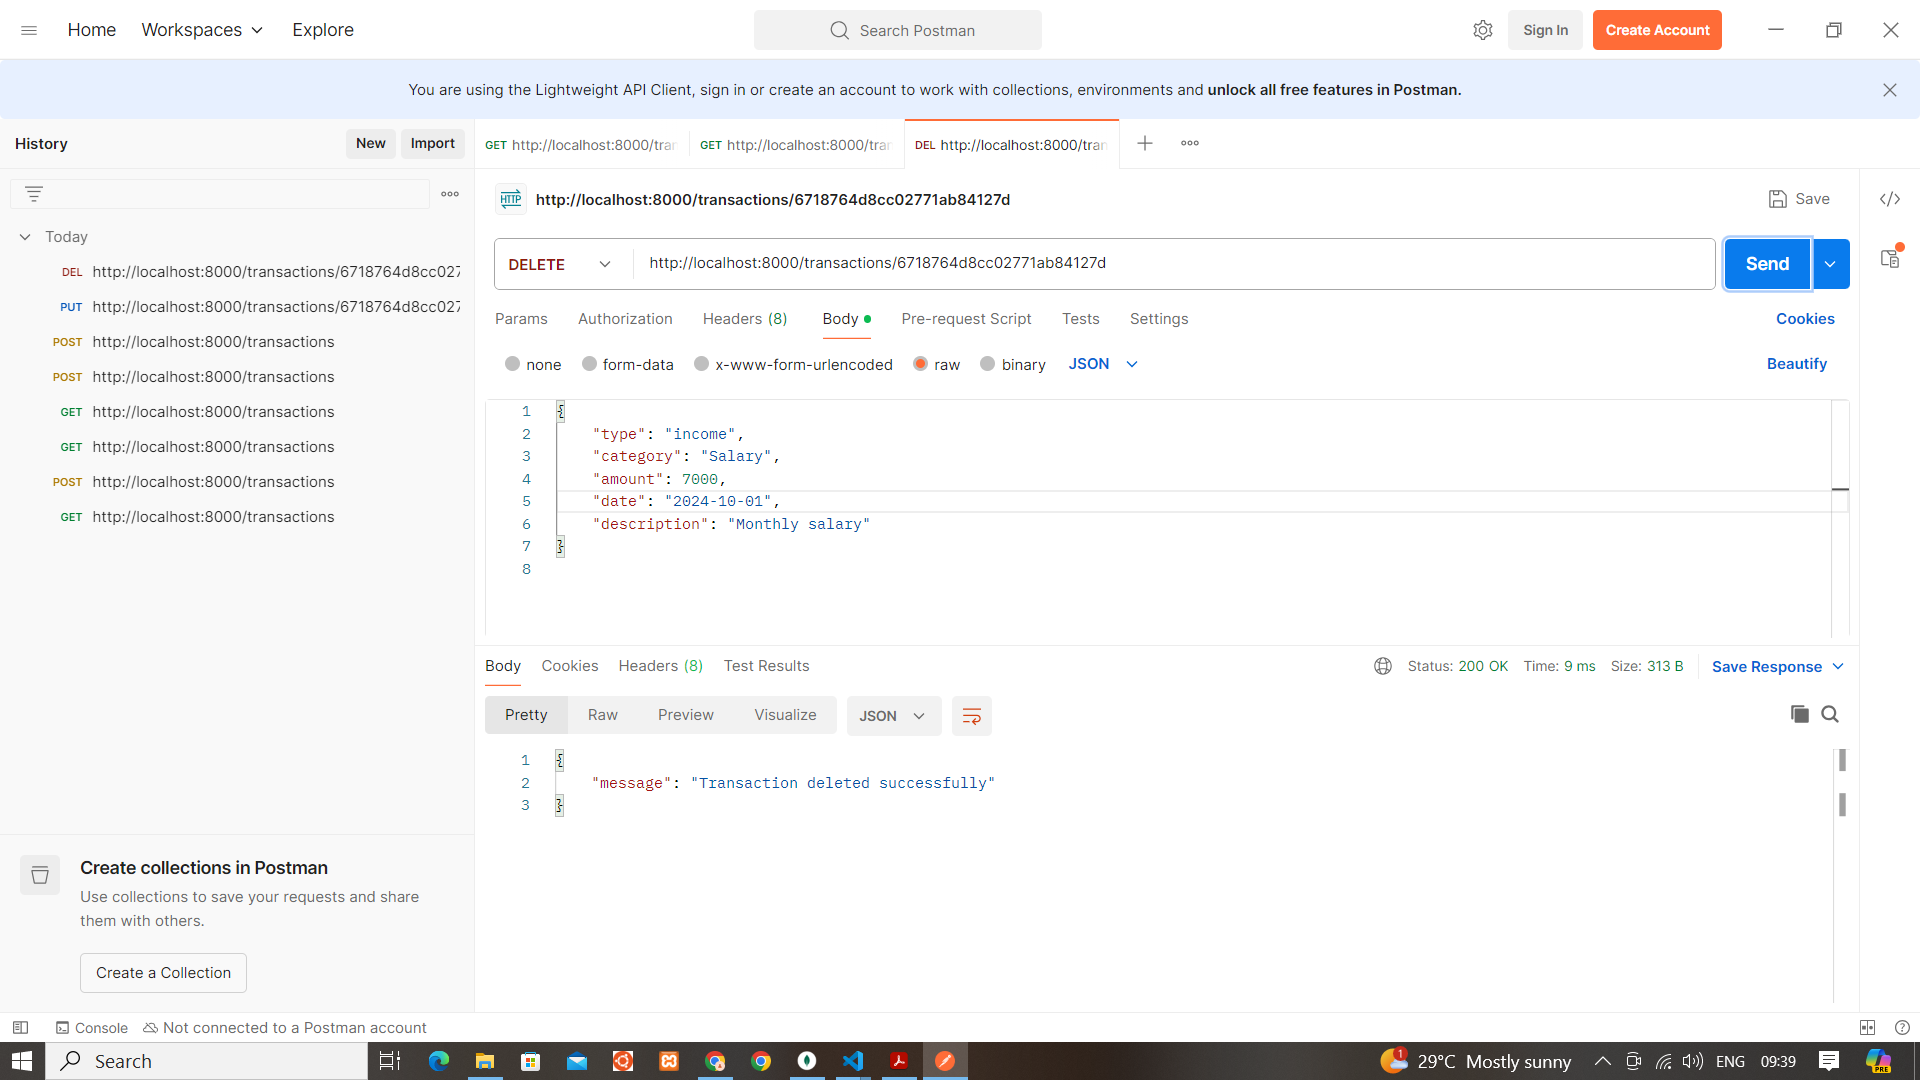 Home Workspaces Explore Search Postman Sign In Create Account
You are using the Lightweight API Client, sign in or create an account to work with collections, environments and unlock all free features in Postman.
History New Import
GET http://localhost:8000/tra GET http://localhost:8000/tra DEL http://localhost:8000/tra
HTTP http://localhost:8000/transactions/6718764d8cc02771ab84127d Save
Today
DEL http://localhost:8000/transactions/6718764d8cc027
PUT http://localhost:8000/transactions/6718764d8cc027
POST http://localhost:8000/transactions
POST http://localhost:8000/transactions
GET http://localhost:8000/transactions
GET http://localhost:8000/transactions
POST http://localhost:8000/transactions
GET http://localhost:8000/transactions
DELETE http://localhost:8000/transactions/6718764d8cc02771ab84127d Send
Params Authorization Headers (8) Body Pre-request Script Tests Settings Cookies
none form-data x-www-form-urlencoded raw binary JSON Beautify
1 {
2 "type": "income",
3 "category": "Salary",
4 "amount": 7000,
5 "date": "2024-10-01",
6 "description": "Monthly salary"
7 }
8
Body Cookies Headers (8) Test Results Status: 200 OK Time: 9 ms Size: 313 B Save Response
Pretty Raw Preview Visualize JSON
1 {
2 "message": "Transaction deleted successfully"
3 }
Create collections in Postman
Use collections to save your requests and share
them with others.
Create a Collection
Console Not connected to a Postman account
Search 1 29°C Mostly sunny ENG 09:39 PRE